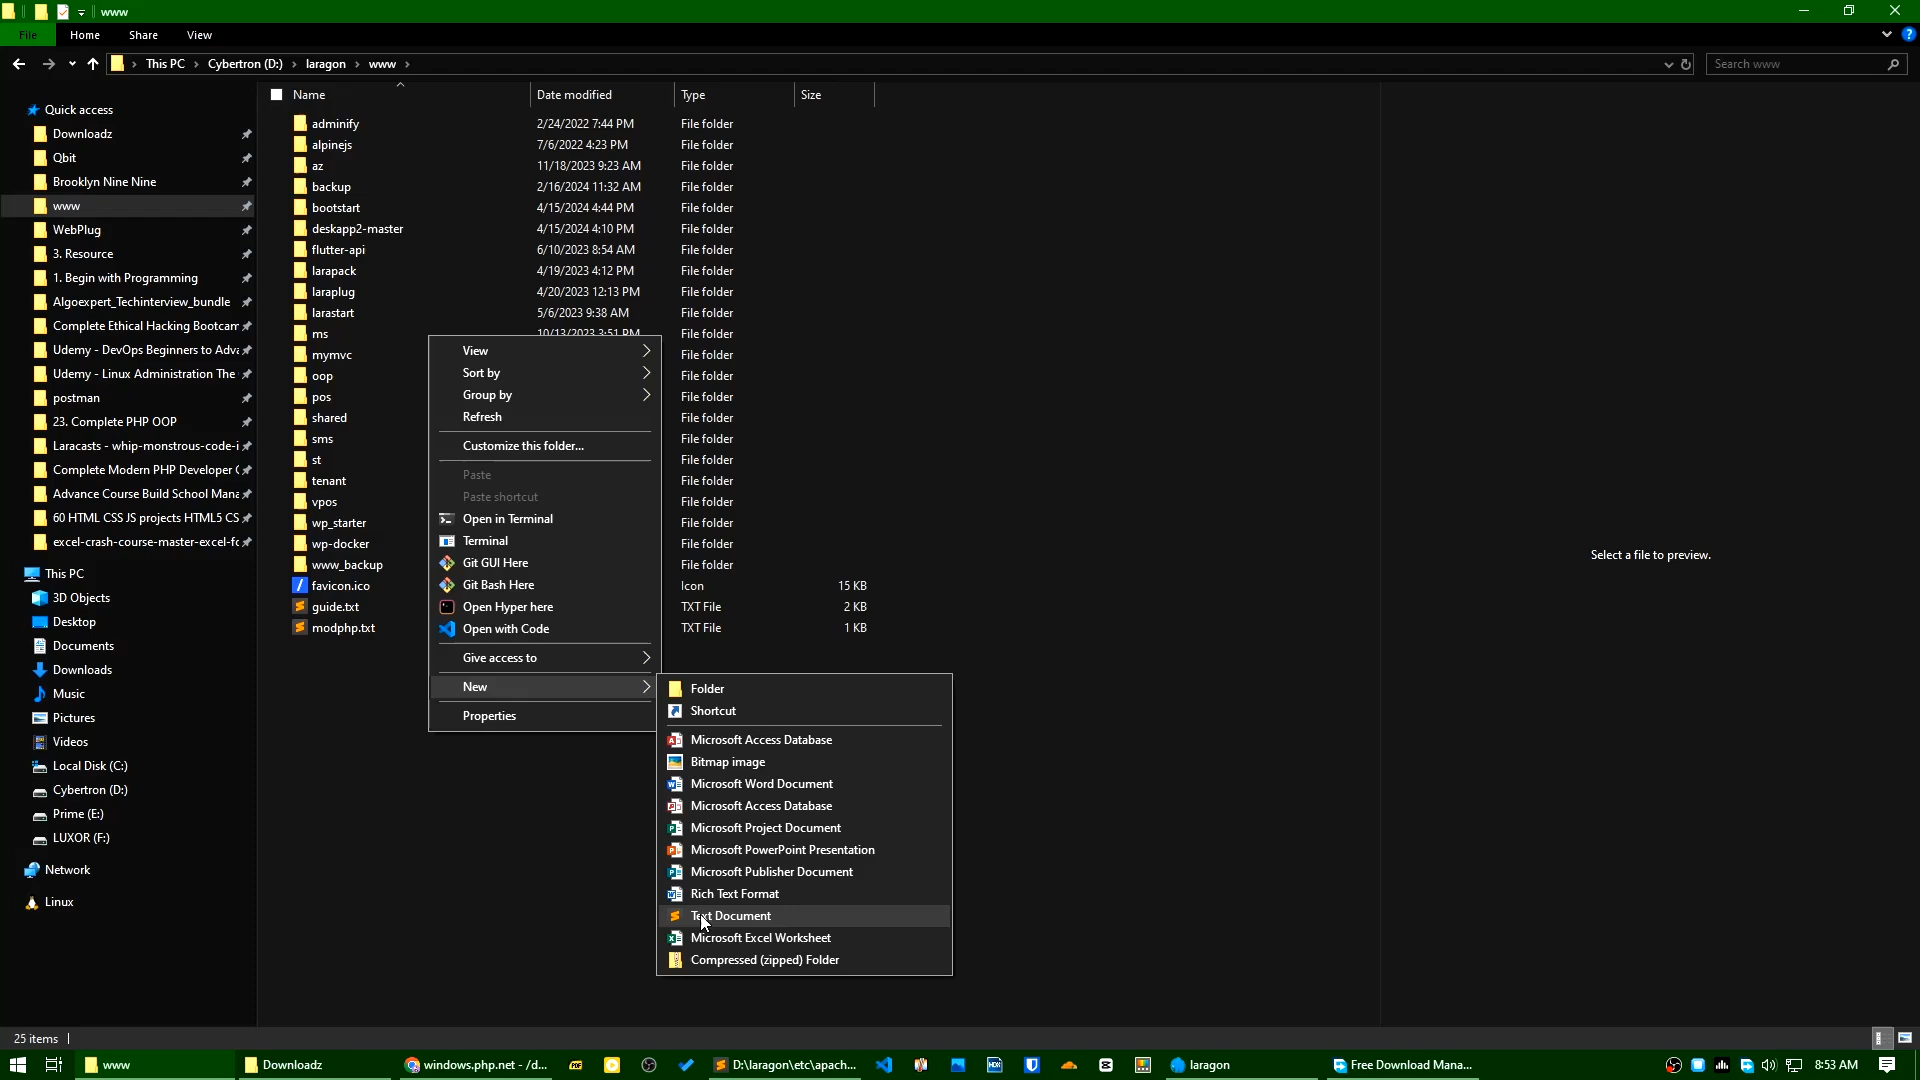 www
File Home Share View
This PC Cybertron (D:) laragon www
Search www
Name Date modified Type Size
Quick access
Downloadz
Qbit
Brooklyn Nine Nine
www
WebPlug
3. Resource
1. Begin with Programming
Algoexpert_Techinterview_bundle
Complete Ethical Hacking Bootcam
Udemy - DevOps Beginners to Adva
Udemy - Linux Administration The
postman
23. Complete PHP OOP
Laracasts - whip-monstrous-code-i
Complete Modern PHP Developer C
Advance Course Build School Mana
60 HTML CSS JS projects HTML5 CS
excel-crash-course-master-excel-fo
This PC
3D Objects
Desktop
Documents
Downloads
Music
Pictures
Videos
Local Disk (C:)
Cybertron (D:)
Prime (E:)
LUXOR (F:)
Network
Linux
adminify 2/24/2022 7:44 PM File folder
alpinejs 7/6/2022 4:23 PM File folder
az 11/18/2023 9:23 AM File folder
backup 2/16/2024 11:32 AM File folder
bootstart 4/15/2024 4:44 PM File folder
deskapp2-master 4/15/2024 4:10 PM File folder
flutter-api 6/10/2023 8:54 AM File folder
larapack 4/19/2023 4:12 PM File folder
laraplug 4/20/2023 12:13 PM File folder
larastart 5/6/2023 9:38 AM File folder
ms 10/13/2023 3:51 PM File folder
mymvc File folder
oop File folder
pos File folder
shared File folder
sms File folder
st File folder
tenant File folder
vpos File folder
wp_starter File folder
wp-docker File folder
www_backup File folder
favicon.ico Icon 15 KB
guide.txt TXT File 2 KB
modphp.txt TXT File 1 KB
View
Sort by
Group by
Refresh
Customize this folder...
Paste
Paste shortcut
Open in Terminal
Terminal
Git GUI Here
Git Bash Here
Open Hyper here
Open with Code
Give access to
New
Properties
Folder
Shortcut
Microsoft Access Database
Bitmap image
Microsoft Word Document
Microsoft Access Database
Microsoft Project Document
Microsoft PowerPoint Presentation
Microsoft Publisher Document
Rich Text Format
Text Document
Microsoft Excel Worksheet
Compressed (zipped) Folder
Select a file to preview.
25 items
www Downloadz windows.php.net - /d... D:\laragon\etc\apach... laragon Free Download Mana... 8:53 AM